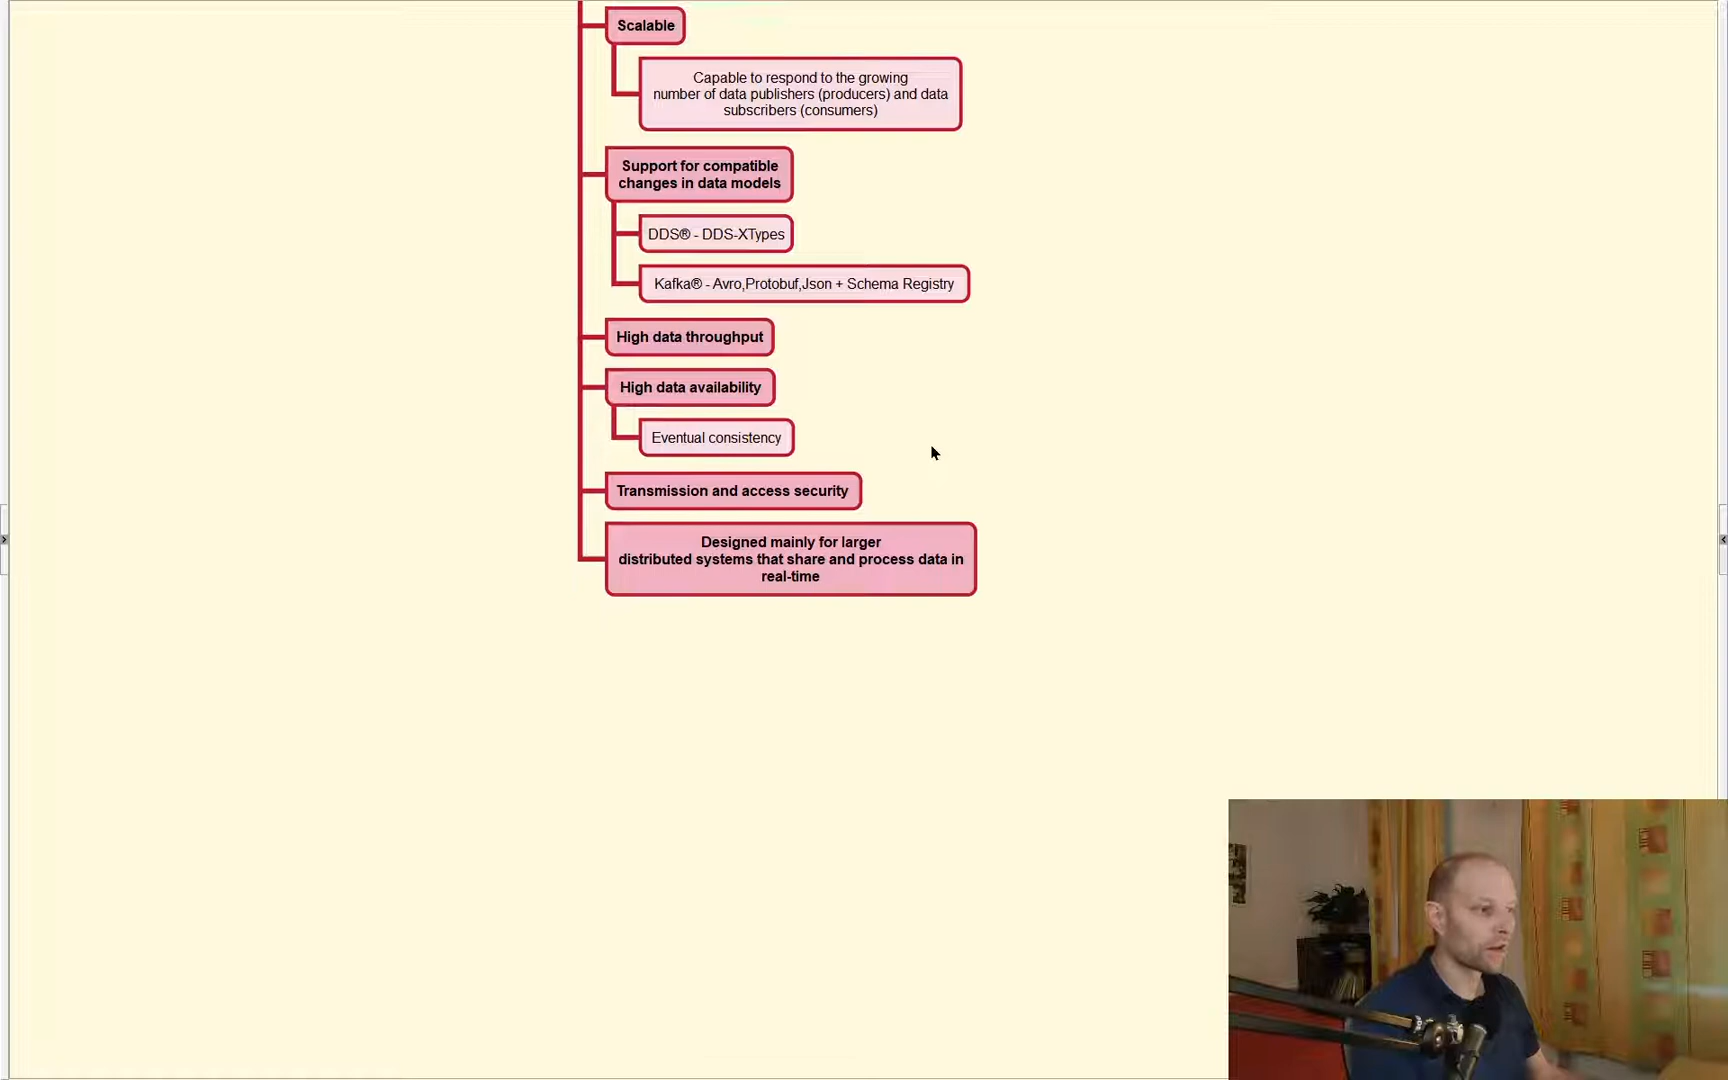 Scalable
Capable to respond to the growing
number of data publishers (producers) and data
subscribers (consumers)
Support for compatible
changes in data models
DDS® - DDS-XTypes
Kafka® - Avro,Protobuf,Json + Schema Registry
High data throughput
High data availability
Eventual consistency
Transmission and access security
Designed mainly for larger
distributed systems that share and process data in
real-time